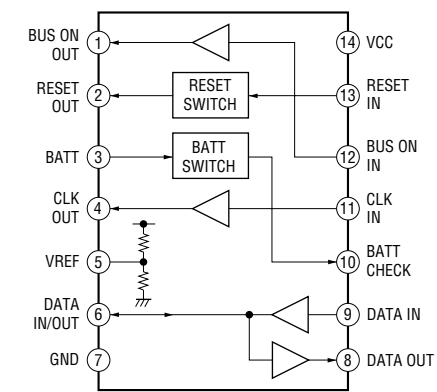 BUS ON
OUT
1
14
VCC
RESET
OUT
2
RESET
SWITCH
13
RESET
IN
BATT
3
BATT
SWITCH
12
BUS ON
IN
CLK
OUT
4
11
CLK
IN
VREF
5
10
BATT
CHECK
DATA
IN/OUT
6
9
DATA IN
GND
7
8
DATA OUT